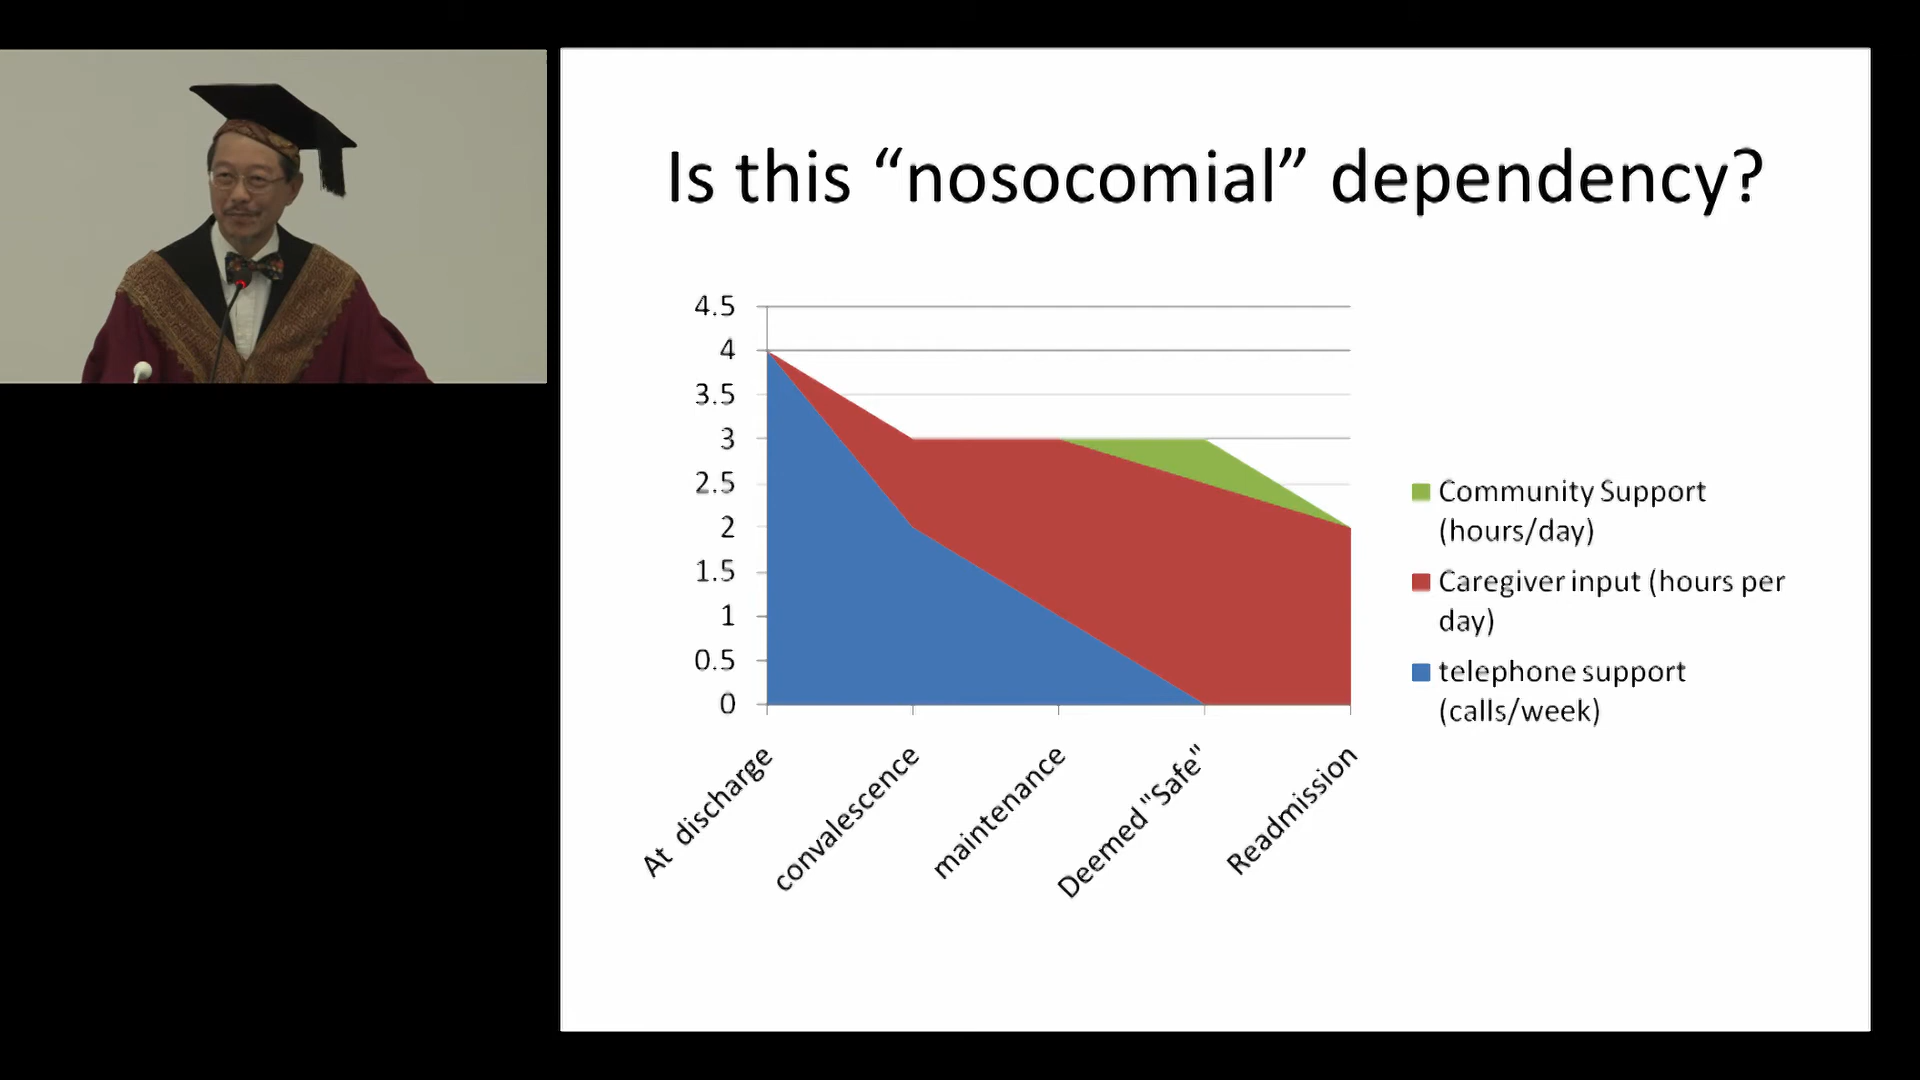 Is this “nosocomial” dependency?
4.5
4
3.5
3
2.5
2
1.5
1
0.5
0
At discharge
convalescence
maintenance
Deemed "Safe"
Readmission
Community Support
(hours/day)
Caregiver input (hours per
day)
telephone support
(calls/week)